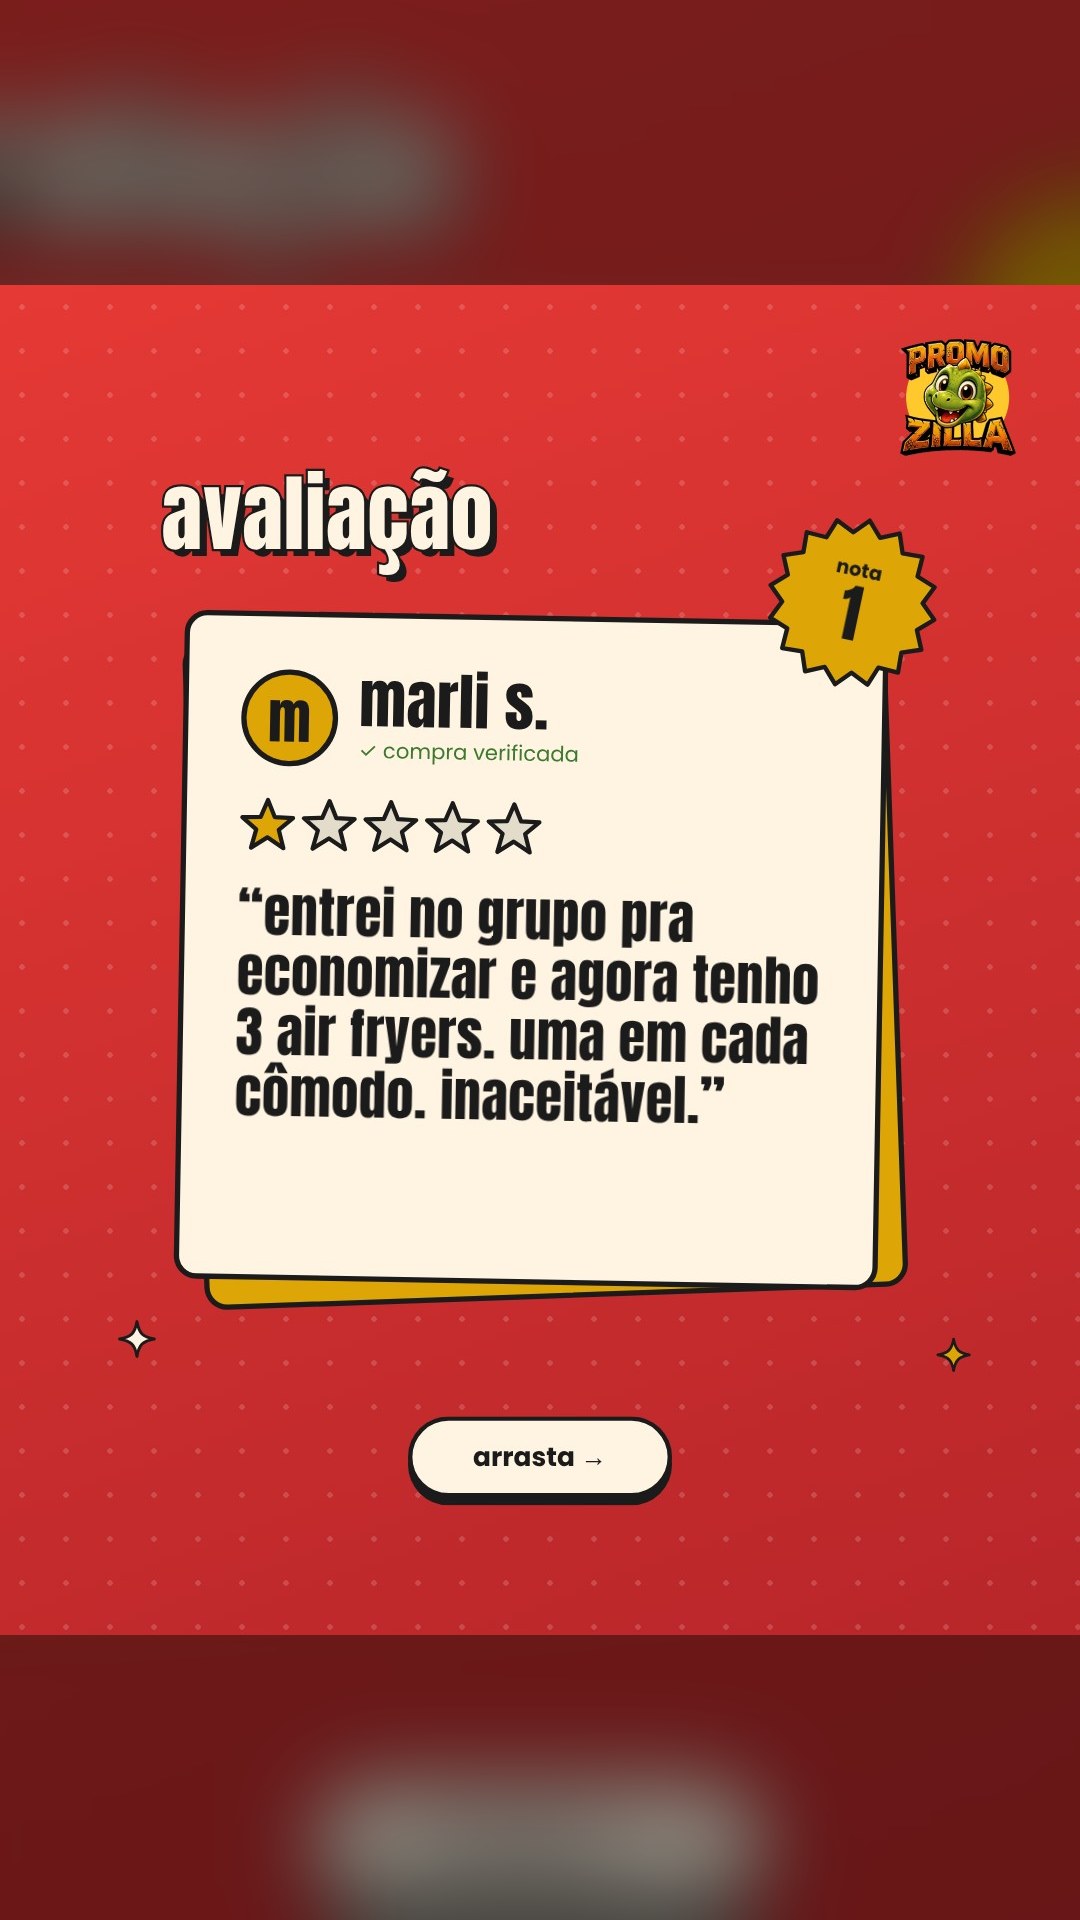 PROMO
ZILLA
avaliação
nota
1
m
marli s.
✓ compra verificada
“entrei no grupo pra
economizar e agora tenho
3 air fryers. uma em cada
cômodo. inaceitável.”
arrasta →